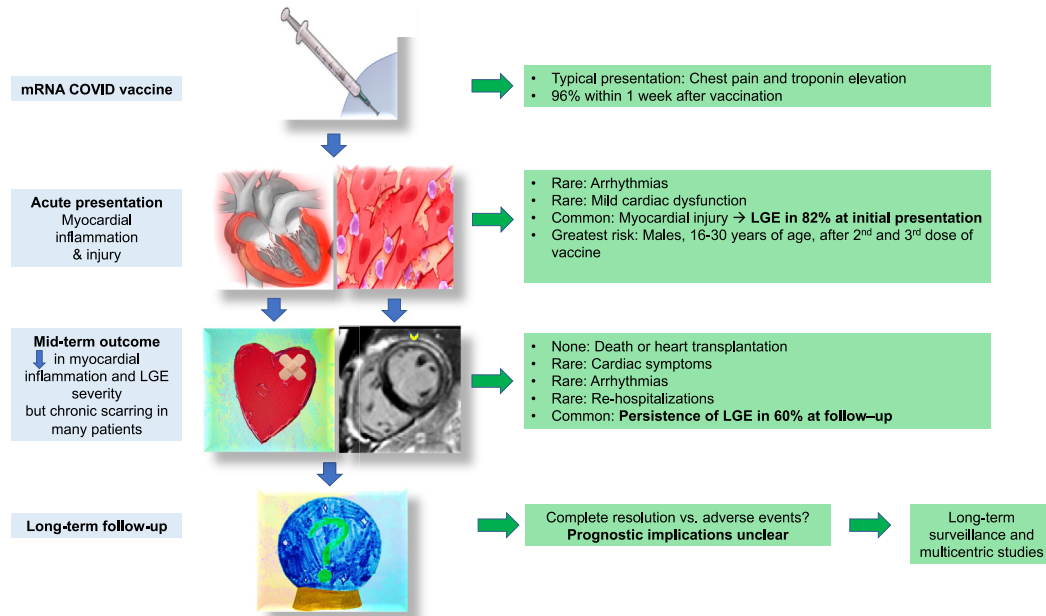 mRNA COVID vaccine
• Typical presentation: Chest pain and troponin elevation
• 96% within 1 week after vaccination
Acute presentation
Myocardial
inflammation
& injury
• Rare: Arrhythmias
• Rare: Mild cardiac dysfunction
• Common: Myocardial injury → LGE in 82% at initial presentation
• Greatest risk: Males, 16-30 years of age, after 2nd and 3rd dose of
vaccine
Mid-term outcome
in myocardial
inflammation and LGE
severity
but chronic scarring in
many patients
• None: Death or heart transplantation
• Rare: Cardiac symptoms
• Rare: Arrhythmias
• Rare: Re-hospitalizations
• Common: Persistence of LGE in 60% at follow–up
Long-term follow-up
?
Complete resolution vs. adverse events?
Prognostic implications unclear
Long-term
surveillance and
multicentric studies